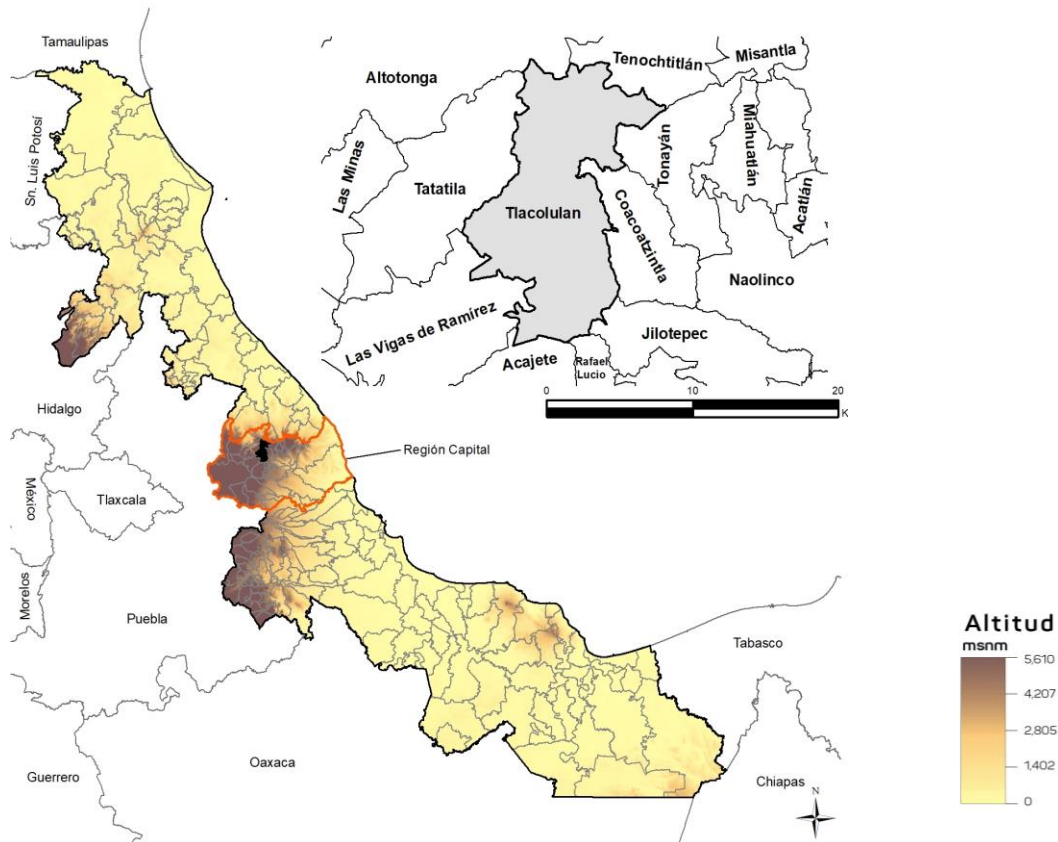 Tamaulipas
Sn. Luis Potosí
Hidalgo
México
Tlaxcala
Morelos
Puebla
Guerrero
Oaxaca
Tabasco
Chiapas
Región Capital
Altotonga
Tenochtitlán
Misantla
Las Minas
Tatatila
Tlacolulan
Tonayán
Miahuatlán
Acatlán
Coacoatzintla
Naolinco
Las Vigas de Ramírez
Jilotepec
Acajete
Rafael
Lucio
0 10 20
K
Altitud
msnm
5,610
4,207
2,805
1402
0
N